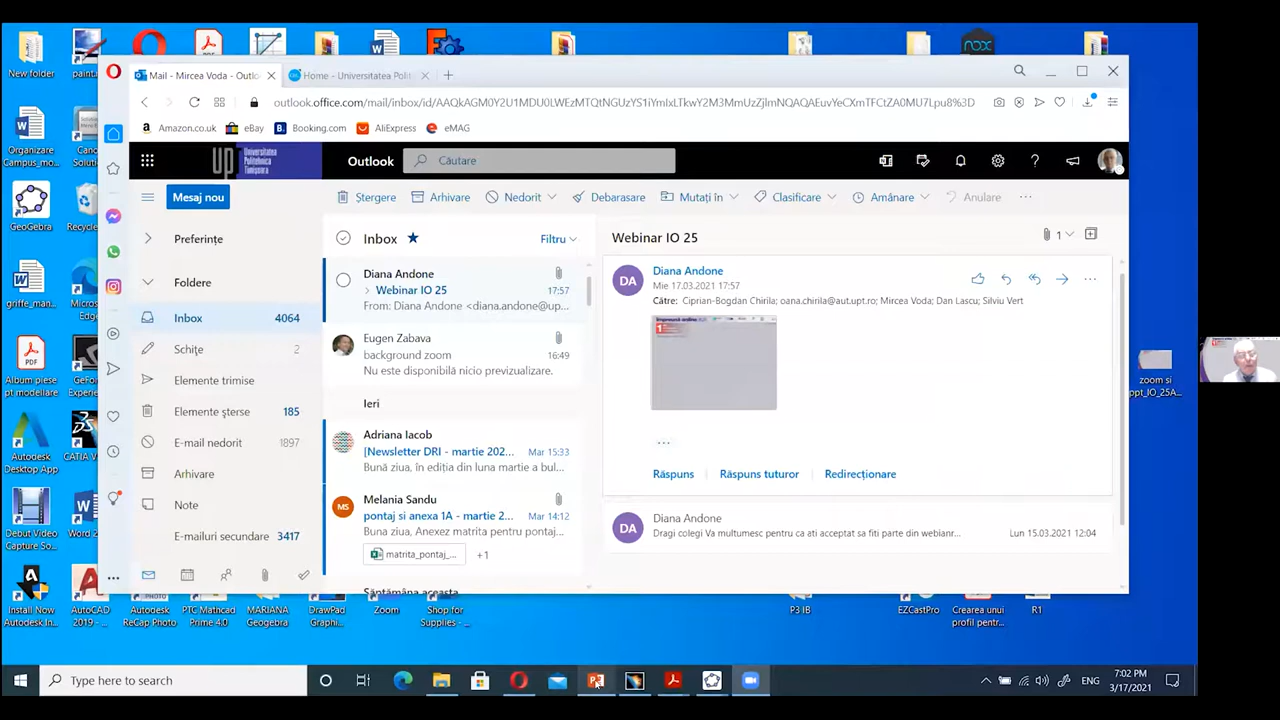 New folder
paint.
Mail - Mircea Voda - Outlo
Home - Universitatea Polit
outlook.office.com/mail/inbox/id/AAQkAGM0Y2U1MDU0LWEzMTQtNGUzYS1iYmIxLTkwY2M3MmUzZjlmNQAQAEuvYeCXmTFCtZA0MU7Lpu8%3D
Amazon.co.uk
eBay
Booking.com
AliExpress
eMAG
Universitatea
Politehnica
Timişoara
Outlook
Căutare
Mesaj nou
Ștergere
Arhivare
Nedorit
Debarasare
Mutați în
Clasificare
Amânare
Anulare
Preferințe
Foldere
Inbox 4064
Schițe 2
Elemente trimise
Elemente șterse 185
E-mail nedorit 1897
Arhivare
Note
E-mailuri secundare 3417
Inbox
Filtru
Diana Andone
Webinar IO 25 17:57
From: Diana Andone <diana.andone@up...
Eugen Zabava
background zoom 16:49
Nu este disponibilă nicio previzualizare.
Ieri
Adriana Iacob
[Newsletter DRI - martie 202... Mar 15:33
Bună ziua, în ediția din luna martie a bul...
Melania Sandu
pontaj si anexa 1A - martie 2... Mar 14:12
Buna ziua, Anexez matrita pentru pontaj...
matrita_pontaj_...
+1
Săptămâna aceasta
Webinar IO 25
1
DA
Diana Andone
Mie 17.03.2021 17:57
Către: Ciprian-Bogdan Chirila; oana.chirila@aut.upt.ro; Mircea Voda; Dan Lascu; Silviu Vert
Răspuns
Răspuns tuturor
Redirecționare
DA
Diana Andone
Dragi colegi Va multumesc pentru ca ati acceptat sa fiti parte din webianr...
Lun 15.03.2021 12:04
Organizare
Campus_mo...
GeoGebra
griffe_man...
Album piese
pt modellare
Autodesk
Desktop App
Debut Video
Capture So...
Install Now
Autodesk In...
AutoCAD
2019 - ...
Autodesk
ReCap Photo
PTC Mathcad
Prime 4.0
MARIANA
Geogebra
DrawPad
Graphi...
Zoom
Shop for
Supplies - ...
P3 IB
EZCastPro
Crearea unui
profil pentr...
R1
zoom si
ppt_IO_25A...
Type here to search
ENG
7:02 PM
3/17/2021